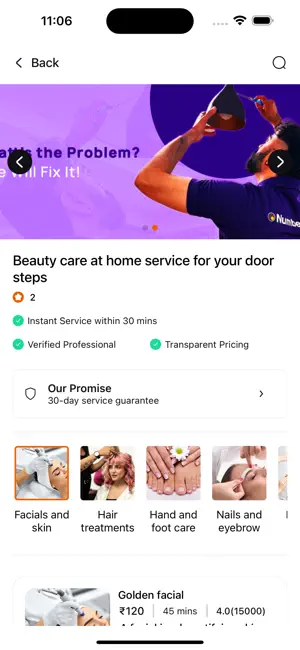 11:06
Back
the Problem?
Will Fix It!
Numbe
Beauty care at home service for your door
steps
2
Instant Service within 30 mins
Verified Professional
Transparent Pricing
Our Promise
30-day service guarantee
Facials and
skin
Hair
treatments
Hand and
foot care
Nails and
eyebrow
Golden facial
₹120 | 45 mins | 4.0(15000)